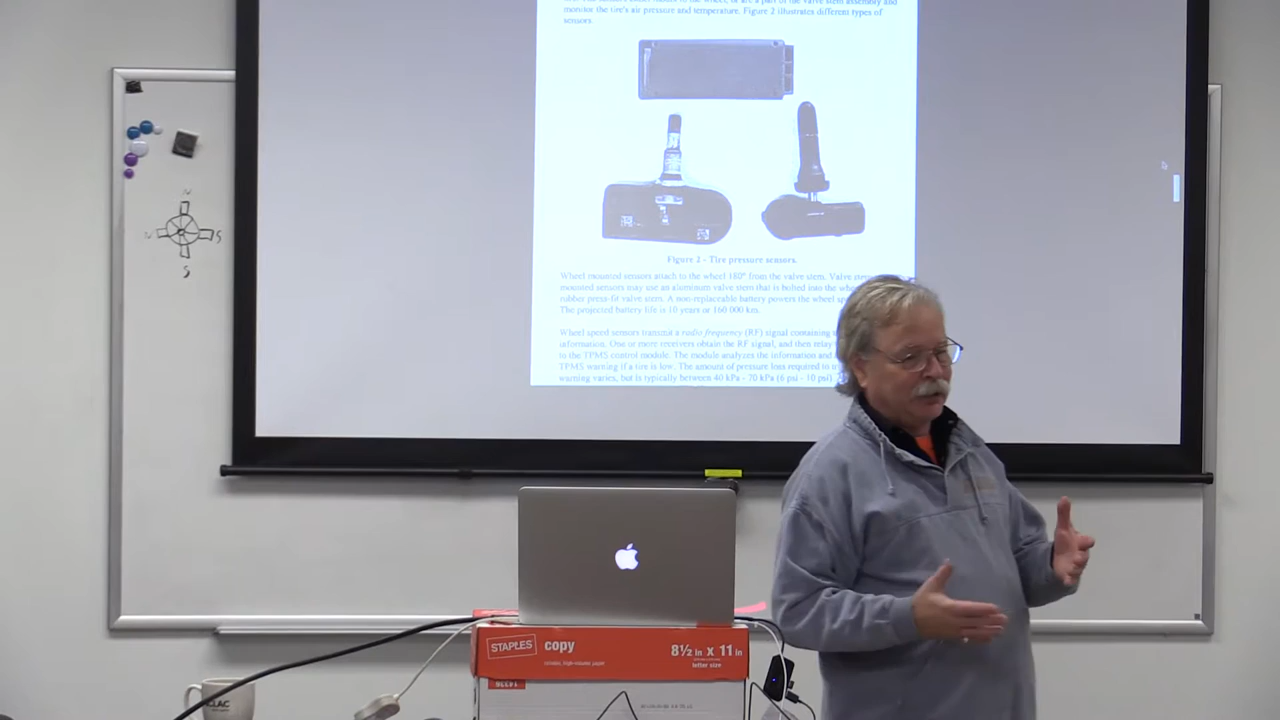 monitor the tire's air pressure and temperature. Figure 2 illustrates different types of
sensors.
Figure 2 - Tire pressure sensors.
Wheel mounted sensors attach to the wheel 180° from the valve stem. Valve stem
mounted sensors may use an aluminum valve stem that is bolted into the
rubber press-fit valve stem. A non-replaceable battery powers the wheel
The projected battery life is 10 years or 160 000 km.
Wheel speed sensors transmit a radio frequency (RF) signal containing
information. One or more receivers obtain the RF signal, and then relay
to the TPMS control module. The module analyzes the information and
TPMS warning if a tire is low. The amount of pressure loss required to
warning varies, but is typically between 40 kPa - 70 kPa (6 psi - 10 psi)
N
N S
S
STAPLES copy 8½ in x 11 in
letter size
CLAC